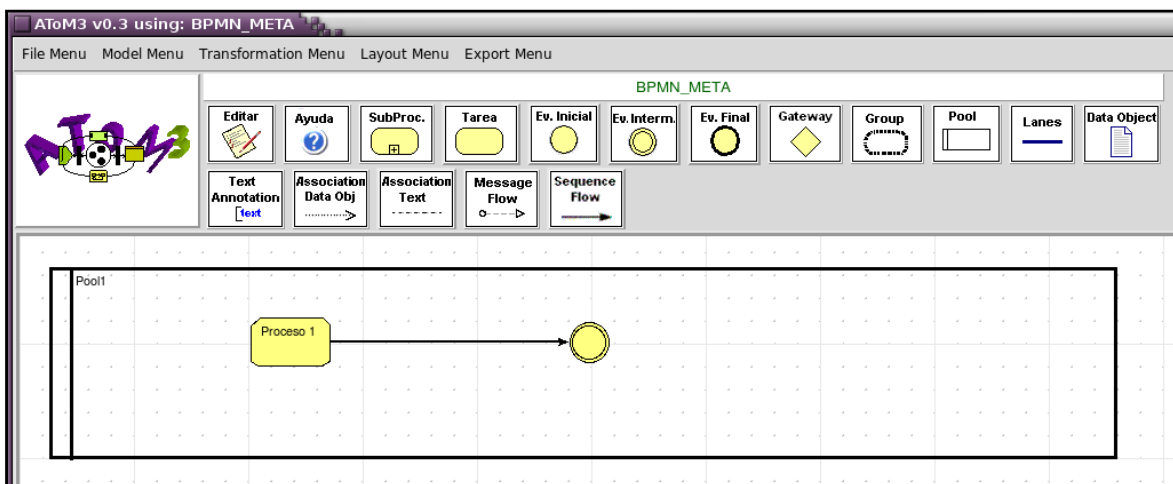 AToM3 v0.3 using: BPMN_META
File Menu Model Menu Transformation Menu Layout Menu Export Menu
BPMN_META
AToM3
Editar
Ayuda
SubProc.
Tarea
Ev. Inicial
Ev.Interm.
Ev. Final
Gateway
Group
Pool
Lanes
Data Object
Text
Annotation
[text
Association
Data Obj
Association
Text
Message
Flow
Sequence
Flow
Pool1
Proceso 1